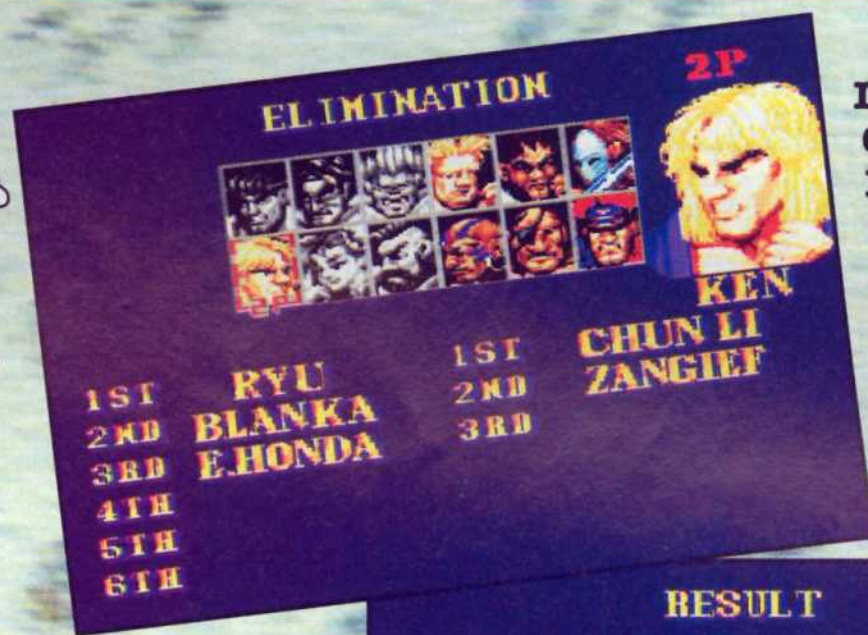 ELIMINATION
2P
2P
KEN
1ST RYU
2ND BLANKA
3RD E.HONDA
4TH
5TH
6TH
1ST CHUN LI
2ND ZANGIEF
3RD
RESULT